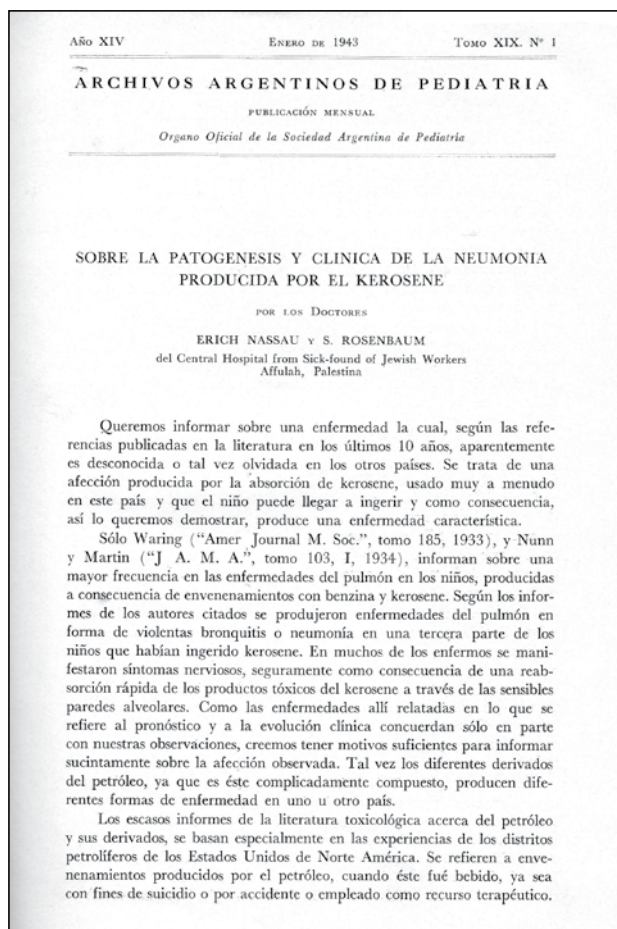 Año XIV Enero de 1943 Tomo XIX. Nº 1
ARCHIVOS ARGENTINOS DE PEDIATRIA
PUBLICACIÓN MENSUAL
Organo Oficial de la Sociedad Argentina de Pediatría
SOBRE LA PATOGENESIS Y CLINICA DE LA NEUMONIA
PRODUCIDA POR EL KEROSENE
POR LOS Doctores
ERICH NASSAU Y S. ROSENBAUM
del Central Hospital from Sick-found of Jewish Workers
Affulah, Palestina
Queremos informar sobre una enfermedad la cual, según las refe-
rencias publicadas en la literatura en los últimos 10 años, aparentemente
es desconocida o tal vez olvidada en los otros países. Se trata de una
afección producida por la absorción de kerosene, usado muy a menudo
en este país y que el niño puede llegar a ingerir y como consecuencia,
así lo queremos demostrar, produce una enfermedad característica.
Sólo Waring ("Amer Journal M. Soc.", tomo 185, 1933), y Nunn
y Martin ("J A. M. A.", tomo 103, I, 1934), informan sobre una
mayor frecuencia en las enfermedades del pulmón en los niños, producidas
a consecuencia de envenenamientos con benzina y kerosene. Según los infor-
mes de los autores citados se produjeron enfermedades del pulmón en
forma de violentas bronquitis o neumonía en una tercera parte de los
niños que habían ingerido kerosene. En muchos de los enfermos se mani-
festaron síntomas nerviosos, seguramente como consecuencia de una reab-
sorción rápida de los productos tóxicos del kerosene a través de las sensibles
paredes alveolares. Como las enfermedades allí relatadas en lo que se
refiere al pronóstico y a la evolución clínica concuerdan sólo en parte
con nuestras observaciones, creemos tener motivos suficientes para informar
sucintamente sobre la afección observada. Tal vez los diferentes derivados
del petróleo, ya que es éste complicadamente compuesto, producen dife-
rentes formas de enfermedad en uno u otro país.
Los escasos informes de la literatura toxicológica acerca del petróleo
y sus derivados, se basan especialmente en las experiencias de los distritos
petrolíferos de los Estados Unidos de Norte América. Se refieren a enve-
nenamientos producidos por el petróleo, cuando éste fué bebido, ya sea
con fines de suicidio o por accidente o empleado como recurso terapéutico.